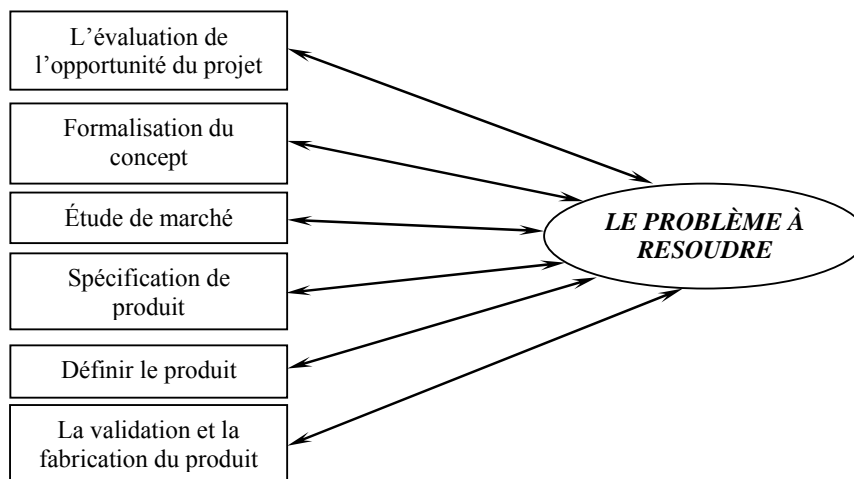 L'évaluation de
l'opportunité du projet
Formalisation du
concept
Étude de marché
Spécification de
produit
Définir le produit
La validation et la
fabrication du produit
LE PROBLÈME À
RESOUDRE